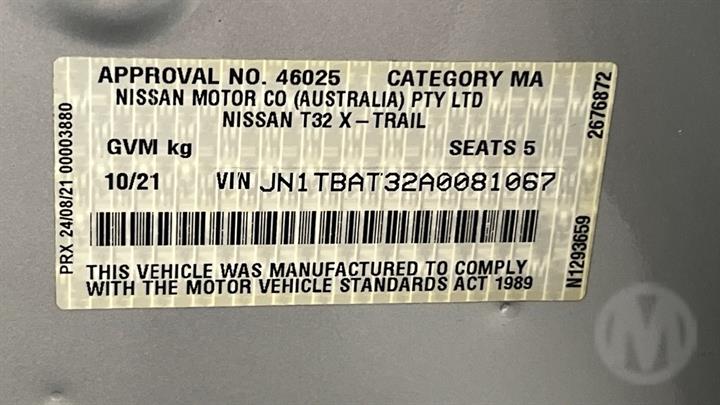 APPROVAL NO. 46025 CATEGORY MA
NISSAN MOTOR CO (AUSTRALIA) PTY LTD
NISSAN T32 X-TRAIL
GVM kg SEATS 5
10/21 VIN JN1TBAT32A0081067
THIS VEHICLE WAS MANUFACTURED TO COMPLY
WITH THE MOTOR VEHICLE STANDARDS ACT 1989
PRX 24/08/21 00003880
2676872
N1293659
M
M